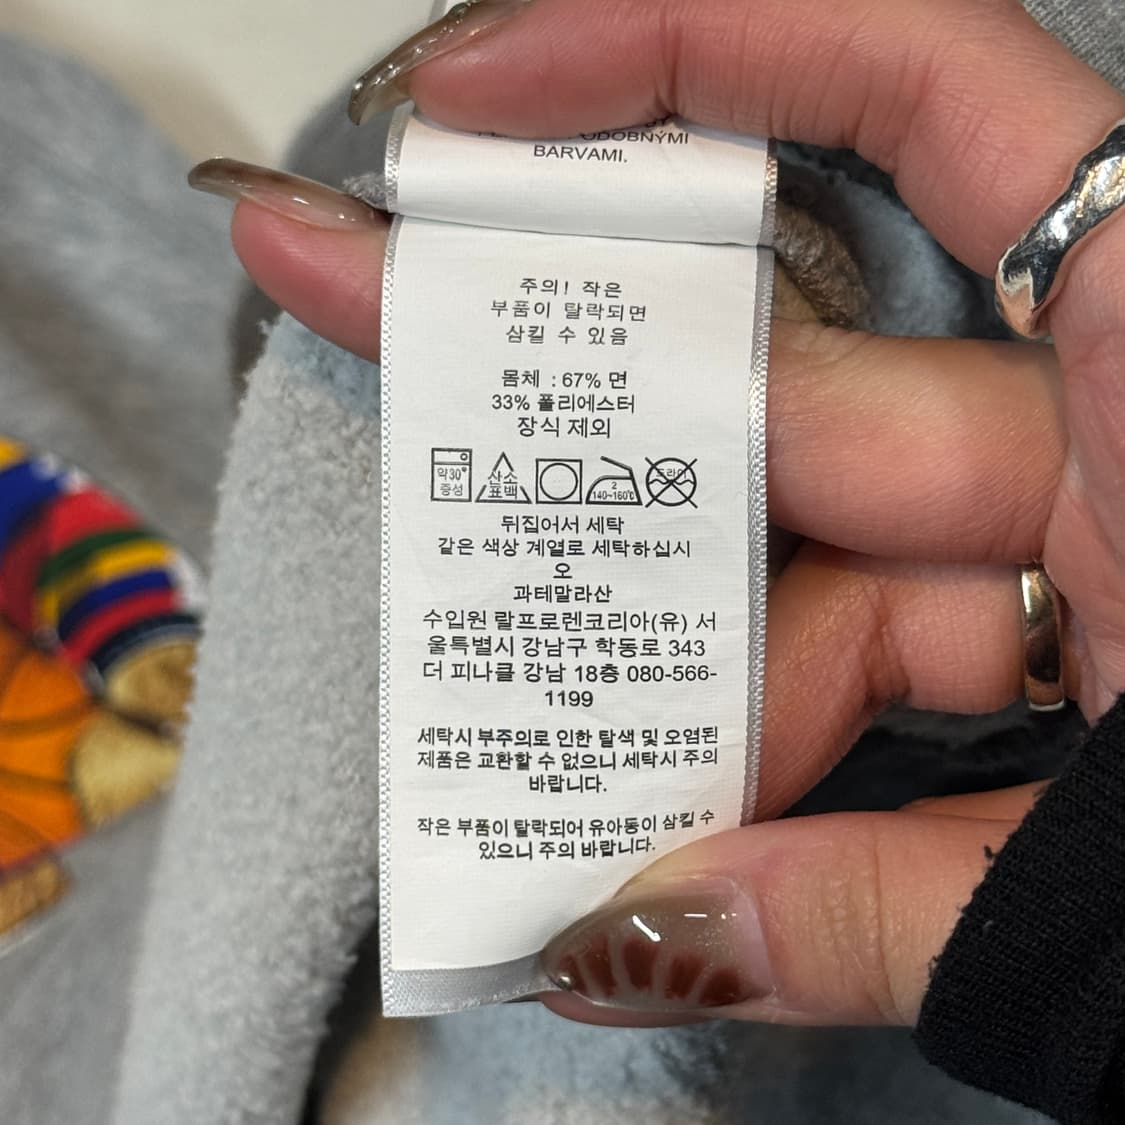 PODOBNÝMI
BARVAMI.
주의! 작은
부품이 탈락되면
삼킬 수 있음
몸체 : 67% 면
33% 폴리에스터
장식 제외
약30° 중성
산소 표백
2 140~160℃
드라이
뒤집어서 세탁
같은 색상 계열로 세탁하십시
오
과테말라산
수입원 랄프로렌코리아(유) 서
울특별시 강남구 학동로 343
더 피나클 강남 18층 080-566-
1199
세탁시 부주의로 인한 탈색 및 오염된
제품은 교환할 수 없으니 세탁시 주의
바랍니다.
작은 부품이 탈락되어 유아동이 삼킬 수
있으니 주의 바랍니다.